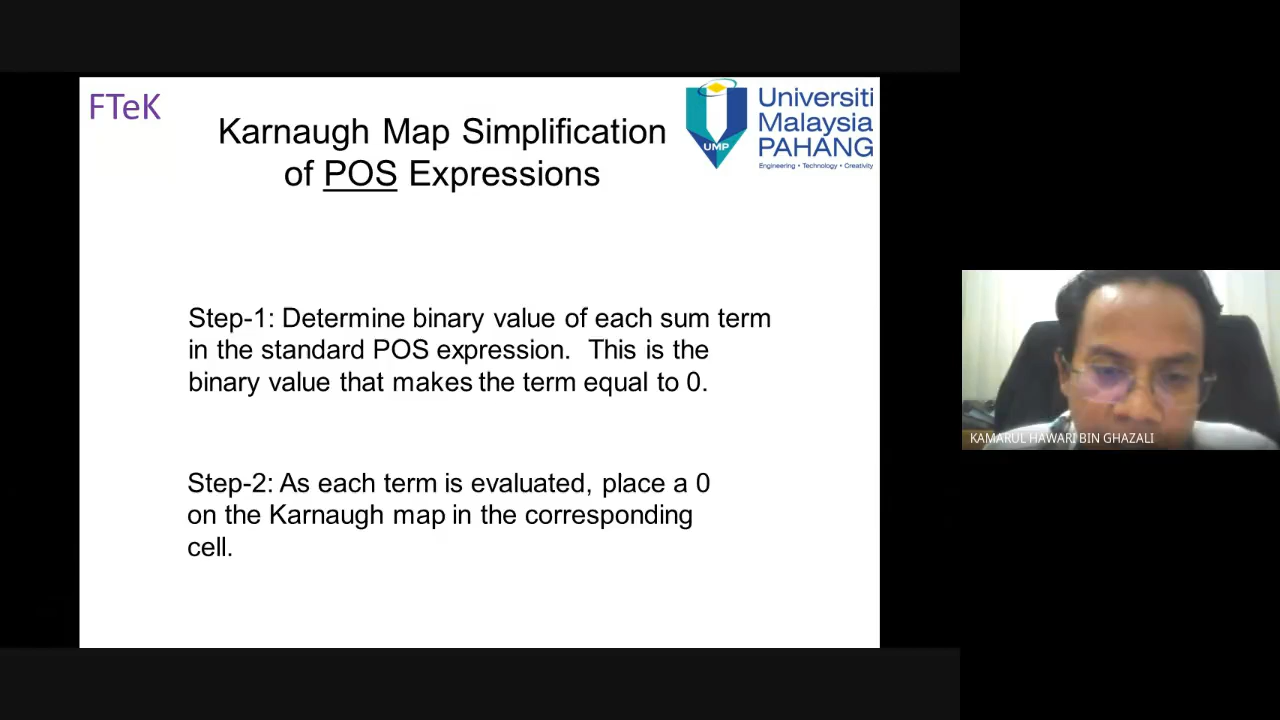 FTeK
Karnaugh Map Simplification
of POS Expressions
UMP
Universiti
Malaysia
PAHANG
Engineering • Technology • Creativity
Step-1: Determine binary value of each sum term
in the standard POS expression. This is the
binary value that makes the term equal to 0.
Step-2: As each term is evaluated, place a 0
on the Karnaugh map in the corresponding
cell.
KAMARUL HAWARI BIN GHAZALI